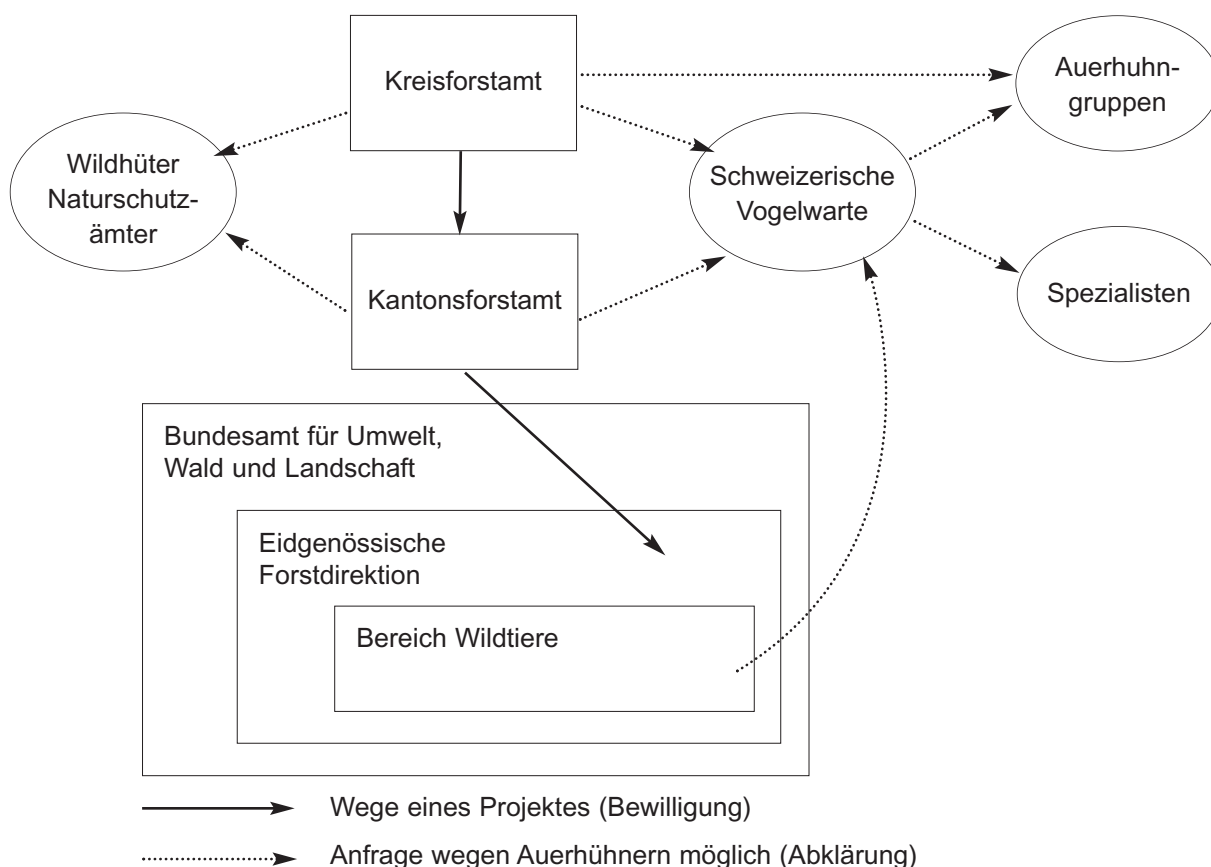 Kreisforstamt
Auerhuhn-
gruppen
Wildhüter
Naturschutz-
ämter
Schweizerische
Vogelwarte
Kantonsforstamt
Spezialisten
Bundesamt für Umwelt,
Wald und Landschaft
Eidgenössische
Forstdirektion
Bereich Wildtiere
Wege eines Projektes (Bewilligung)
Anfrage wegen Auerhühnern möglich (Abklärung)